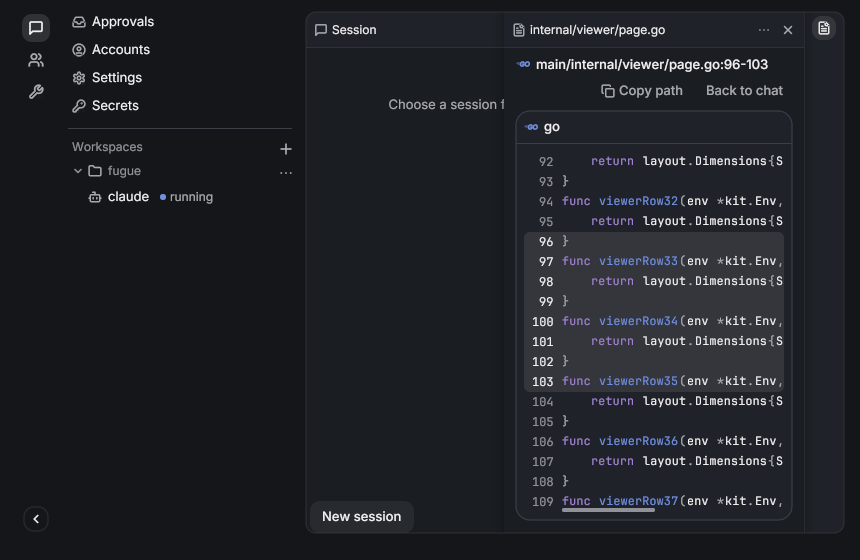 Approvals
Accounts
Settings
Secrets
Workspaces
fugue
claude running
Session
Choose a session f
New session
internal/viewer/page.go
main/internal/viewer/page.go:96-103
Copy path Back to chat
go
92 return layout.Dimensions{S
93 }
94 func viewerRow32(env *kit.Env,
95 return layout.Dimensions{S
96 }
97 func viewerRow33(env *kit.Env,
98 return layout.Dimensions{S
99 }
100 func viewerRow34(env *kit.Env,
101 return layout.Dimensions{S
102 }
103 func viewerRow35(env *kit.Env,
104 return layout.Dimensions{S
105 }
106 func viewerRow36(env *kit.Env,
107 return layout.Dimensions{S
108 }
109 func viewerRow37(env *kit.Env,